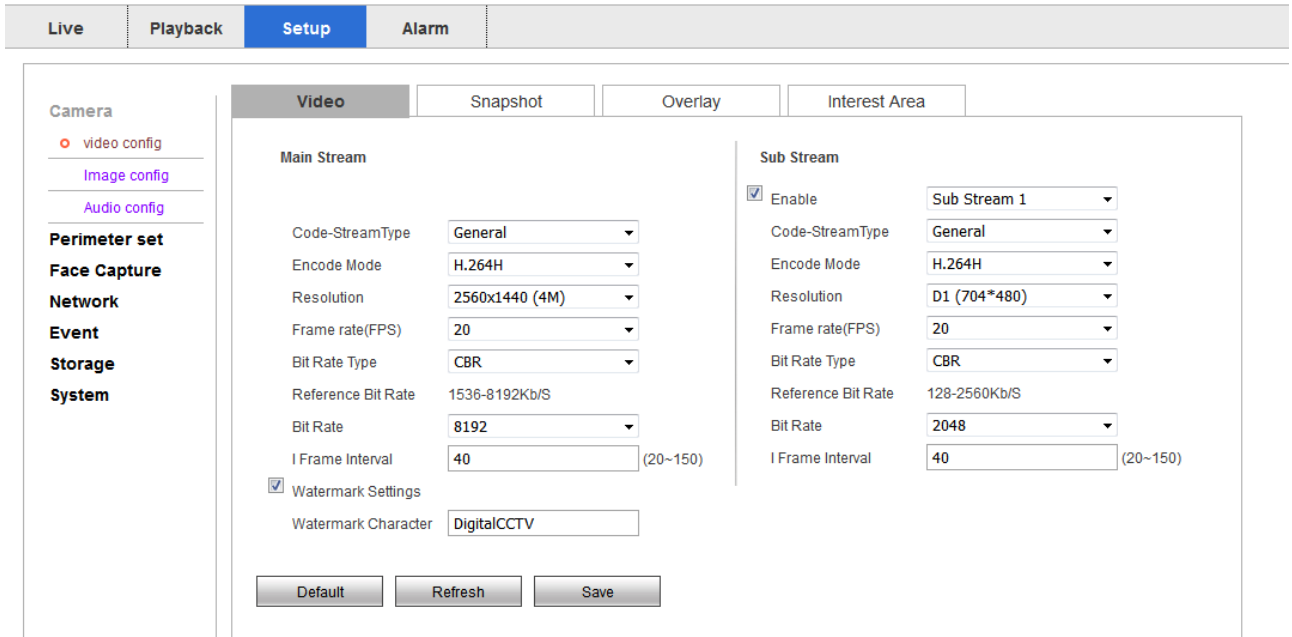 Live Playback Setup Alarm
Camera
video config
Image config
Audio config
Perimeter set
Face Capture
Network
Event
Storage
System
Video Snapshot Overlay Interest Area
Main Stream
Code-StreamType General
Encode Mode H.264H
Resolution 2560x1440 (4M)
Frame rate(FPS) 20
Bit Rate Type CBR
Reference Bit Rate 1536-8192Kb/S
Bit Rate 8192
I Frame Interval 40 (20~150)
Watermark Settings
Watermark Character DigitalCCTV
Sub Stream
Enable Sub Stream 1
Code-StreamType General
Encode Mode H.264H
Resolution D1 (704*480)
Frame rate(FPS) 20
Bit Rate Type CBR
Reference Bit Rate 128-2560Kb/S
Bit Rate 2048
I Frame Interval 40 (20~150)
Default Refresh Save